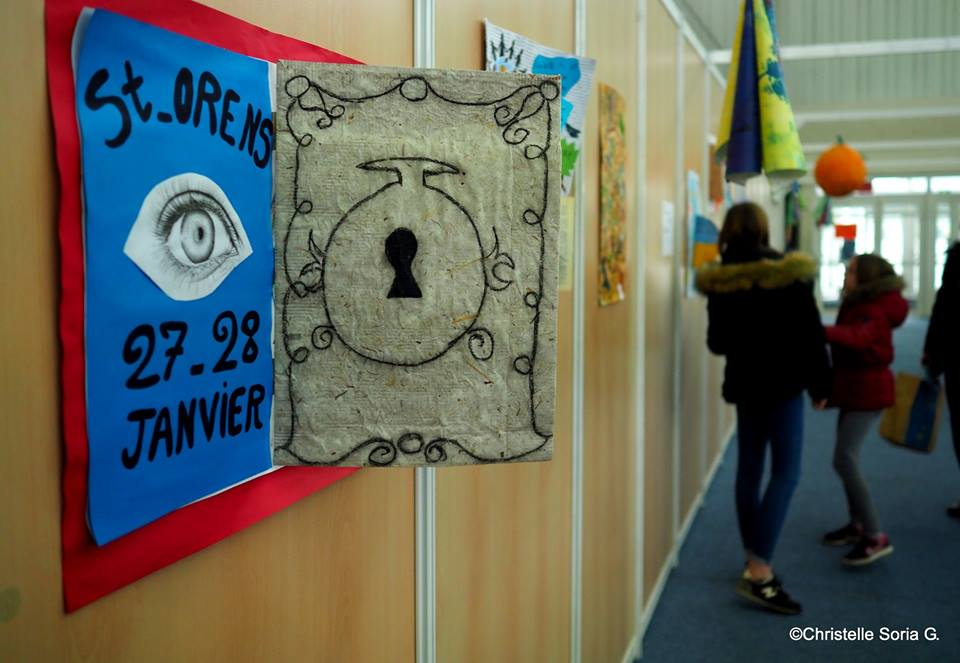 St_ORENS
27_28
JANVIER
©Christelle Soria G.